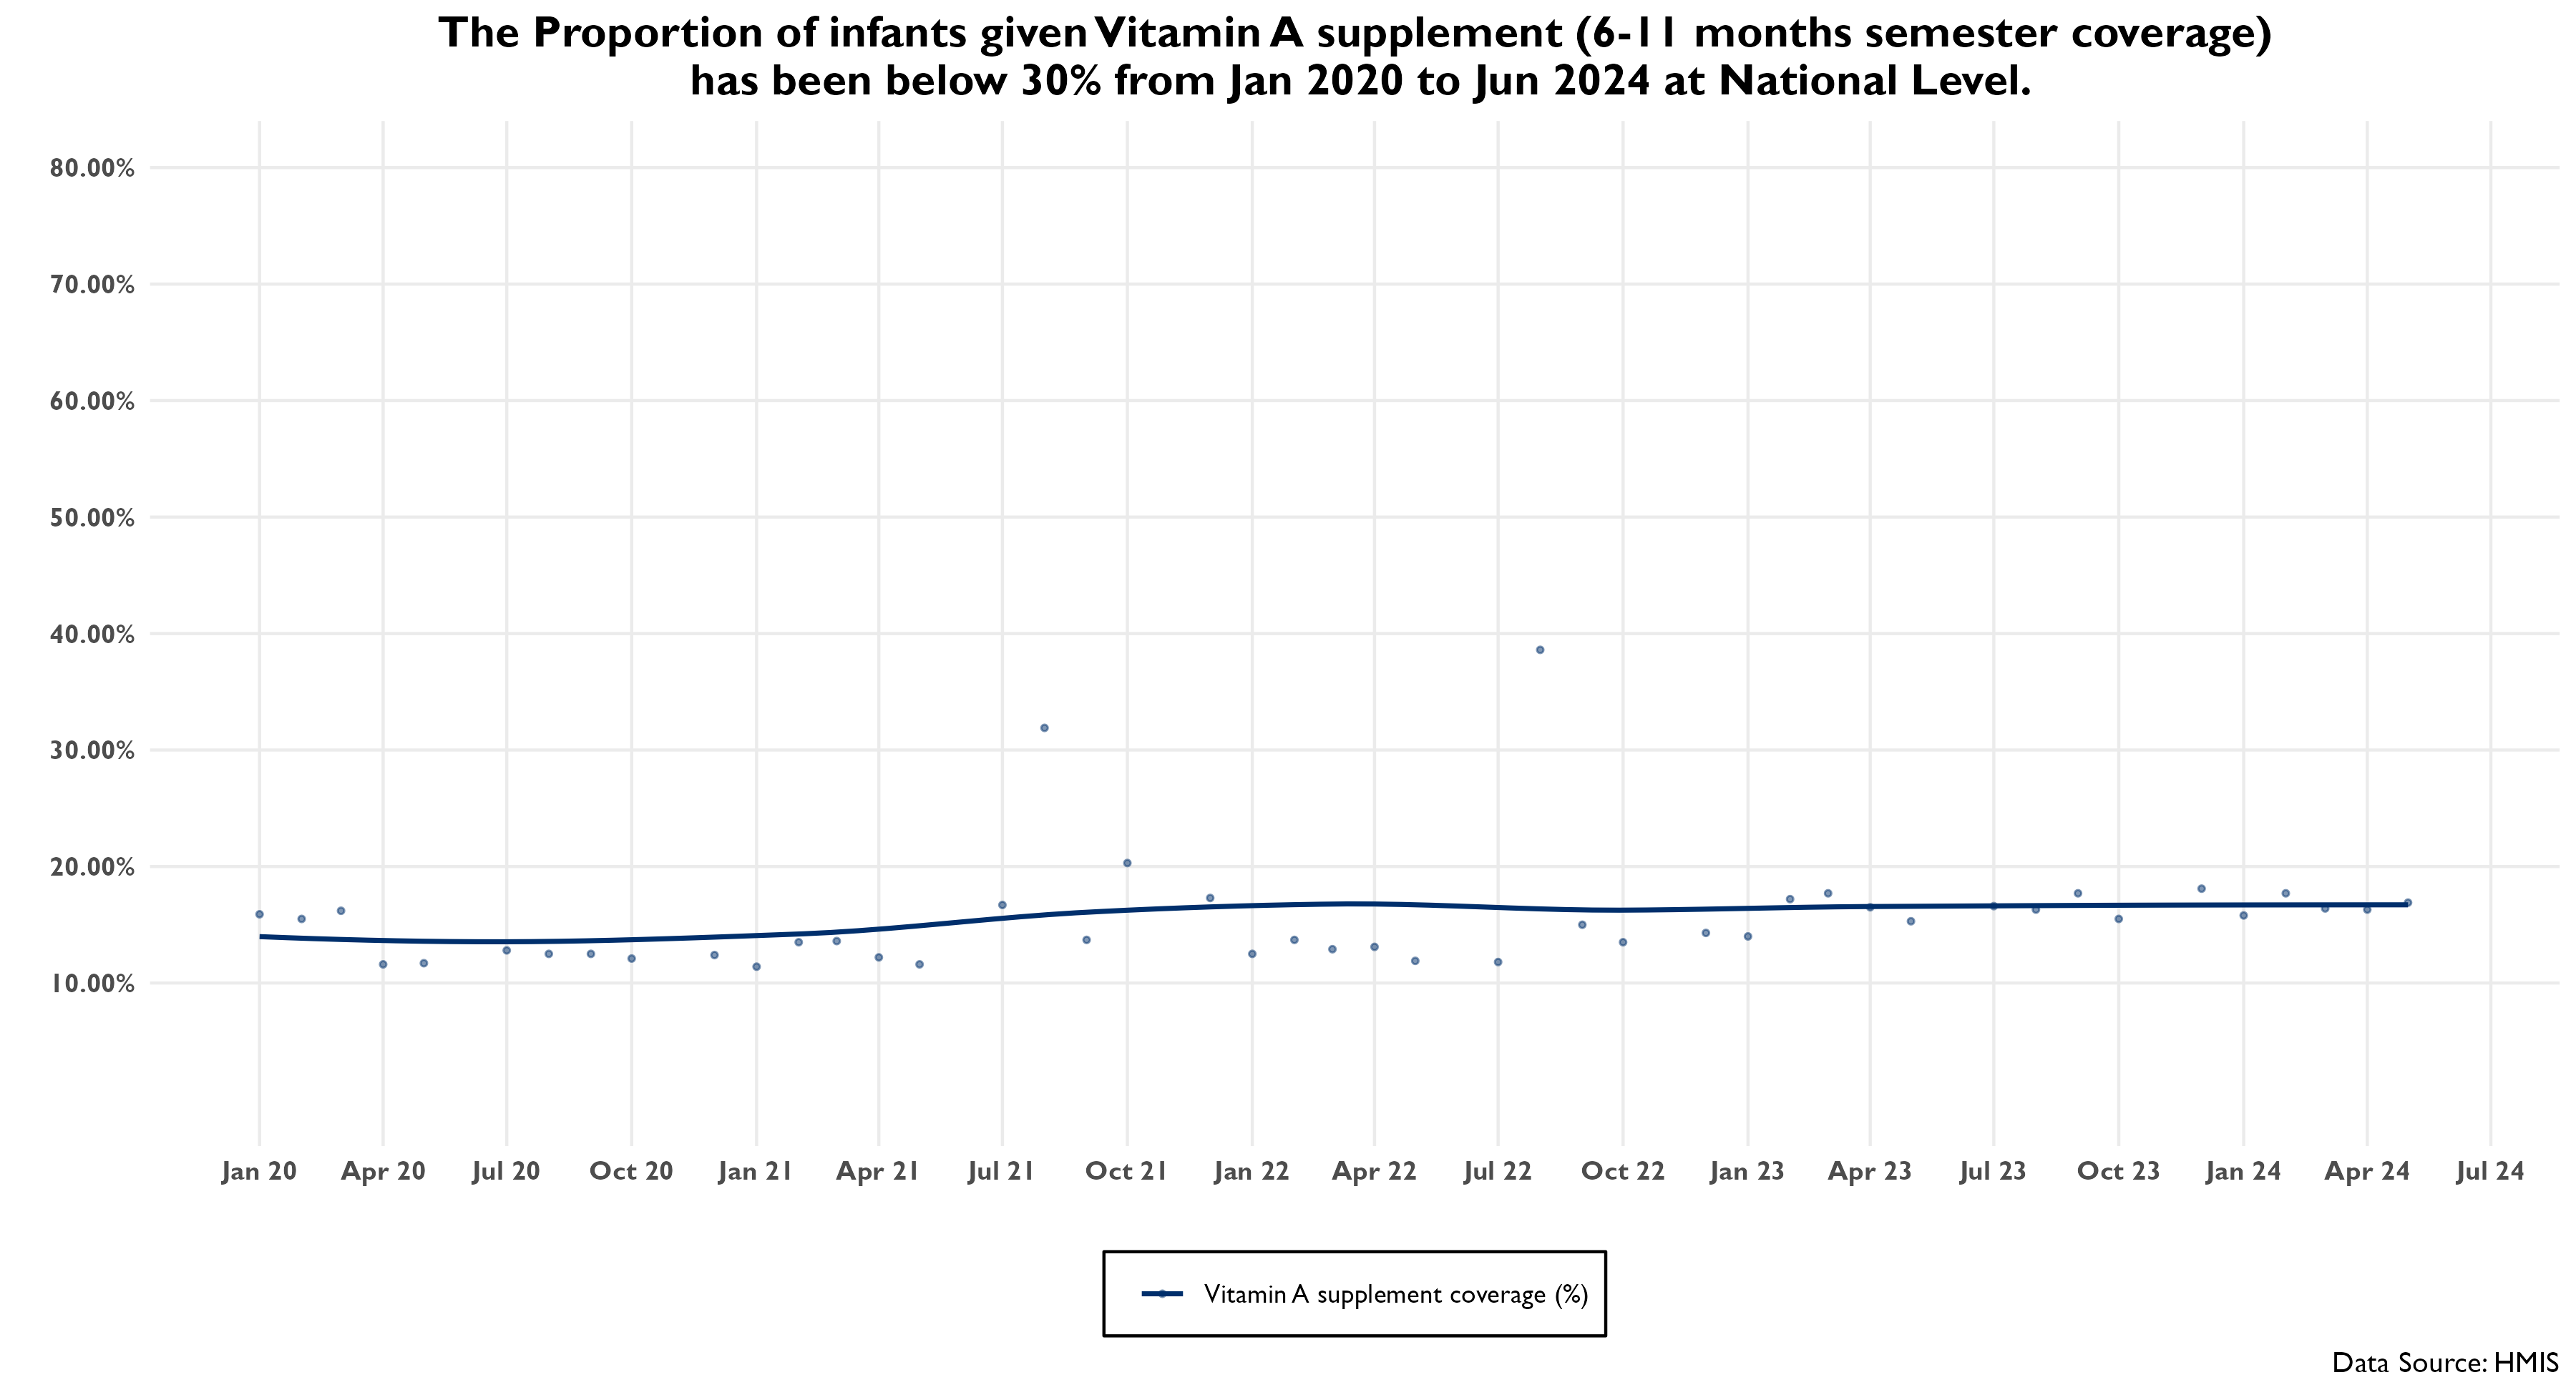 The Proportion of infants given Vitamin A supplement (6-11 months semester coverage)
has been below 30% from Jan 2020 to Jun 2024 at National Level.
80.00%
70.00%
60.00%
50.00%
40.00%
30.00%
20.00%
10.00%
Jan 20 Apr 20 Jul 20 Oct 20 Jan 21 Apr 21 Jul 21 Oct 21 Jan 22 Apr 22 Jul 22 Oct 22 Jan 23 Apr 23 Jul 23 Oct 23 Jan 24 Apr 24 Jul 24
Vitamin A supplement coverage (%)
Data Source: HMIS